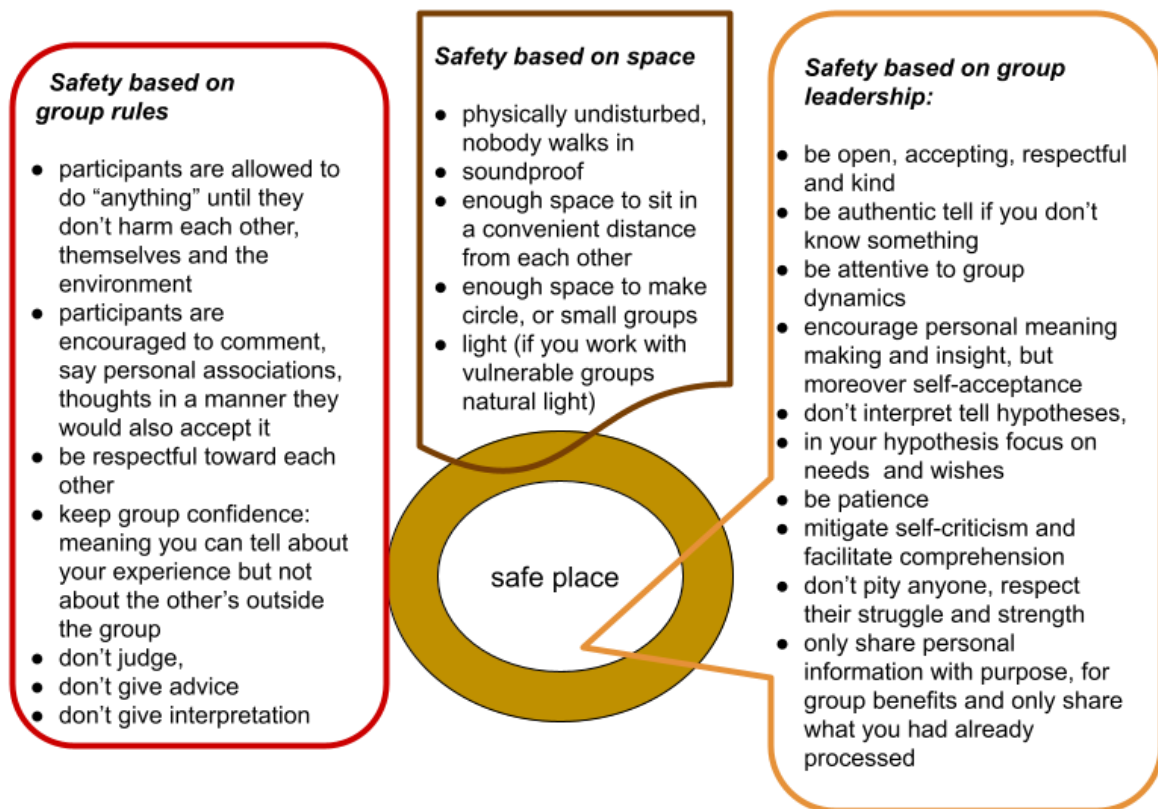 Safety based on
group rules
● participants are allowed to
do “anything” until they
don’t harm each other,
themselves and the
environment
● participants are
encouraged to comment,
say personal associations,
thoughts in a manner they
would also accept it
● be respectful toward each
other
● keep group confidence:
meaning you can tell about
your experience but not
about the other’s outside
the group
● don’t judge,
● don’t give advice
● don’t give interpretation
Safety based on space
● physically undisturbed,
nobody walks in
● soundproof
● enough space to sit in
a convenient distance
from each other
● enough space to make
circle, or small groups
● light (if you work with
vulnerable groups
natural light)
safe place
Safety based on group
leadership:
● be open, accepting, respectful
and kind
● be authentic tell if you don’t
know something
● be attentive to group
dynamics
● encourage personal meaning
making and insight, but
moreover self-acceptance
● don’t interpret tell hypotheses,
● in your hypothesis focus on
needs and wishes
● be patience
● mitigate self-criticism and
facilitate comprehension
● don’t pity anyone, respect
their struggle and strength
● only share personal
information with purpose, for
group benefits and only share
what you had already
processed